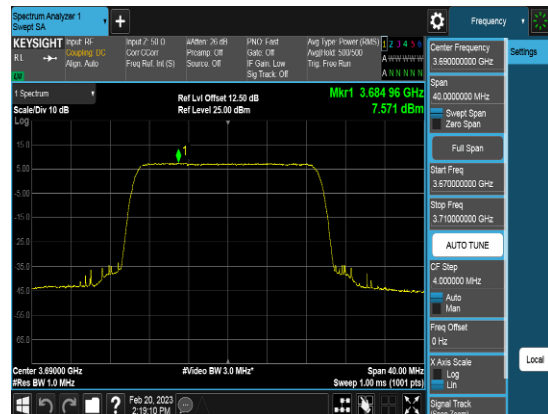 Spectrum Analyzer 1
Swept SA
+
Frequency
KEYSIGHT
Input: RF
Coupling: DC
Align: Auto
Input Z: 50 Ω
Corr CCorr
Freq Ref: Int (S)
#Atten: 26 dB
Preamp: Off
Source: Off
PNO: Fast
Gate: Off
IF Gain: Low
Sig Track: Off
Avg Type: Power (RMS)
Avg|Hold: 500/500
Trig: Free Run
1 2 3 4 5 6
A W W W W W
A N N N N N
RL
Center Frequency
3.690000000 GHz
Settings
Span
40.0000000 MHz
Swept Span
Zero Span
Full Span
Start Freq
3.670000000 GHz
Stop Freq
3.710000000 GHz
AUTO TUNE
CF Step
4.000000 MHz
Auto
Man
Freq Offset
0 Hz
X Axis Scale
Log
Lin
Local
Signal Track
(Span Zoom)
1 Spectrum
Scale/Div 10 dB
Log
Ref Lvl Offset 12.50 dB
Ref Level 25.00 dBm
Mkr1 3.684 96 GHz
7.571 dBm
1
15.0
5.00
-5.00
-15.0
-25.0
-35.0
-45.0
-55.0
-65.0
Center 3.69000 GHz
#Res BW 1.0 MHz
#Video BW 3.0 MHz*
Span 40.00 MHz
Sweep 1.00 ms (1001 pts)
?
Feb 20, 2023
2:19:10 PM